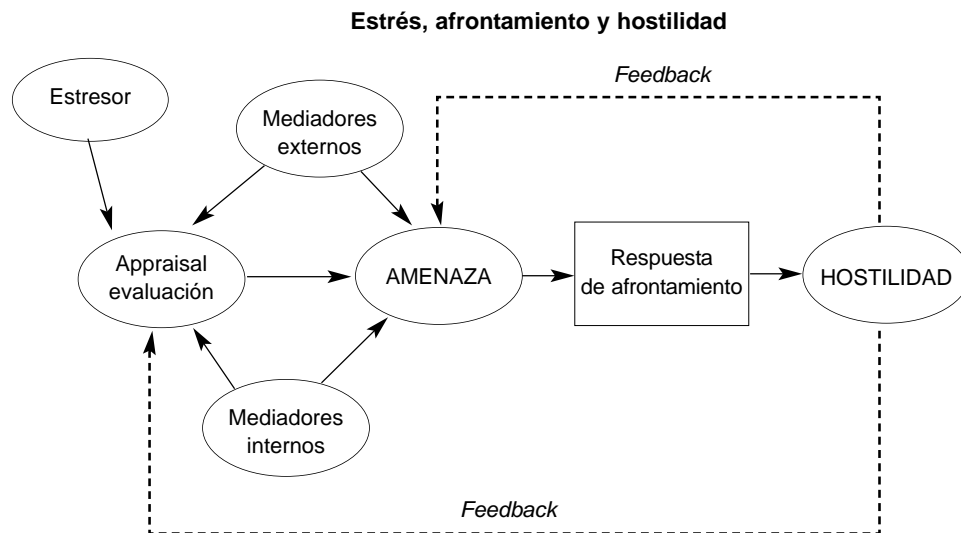 Estrés, afrontamiento y hostilidad
Feedback
Estresor
Mediadores
externos
Appraisal
evaluación
AMENAZA
Respuesta
de afrontamiento
HOSTILIDAD
Mediadores
internos
Feedback